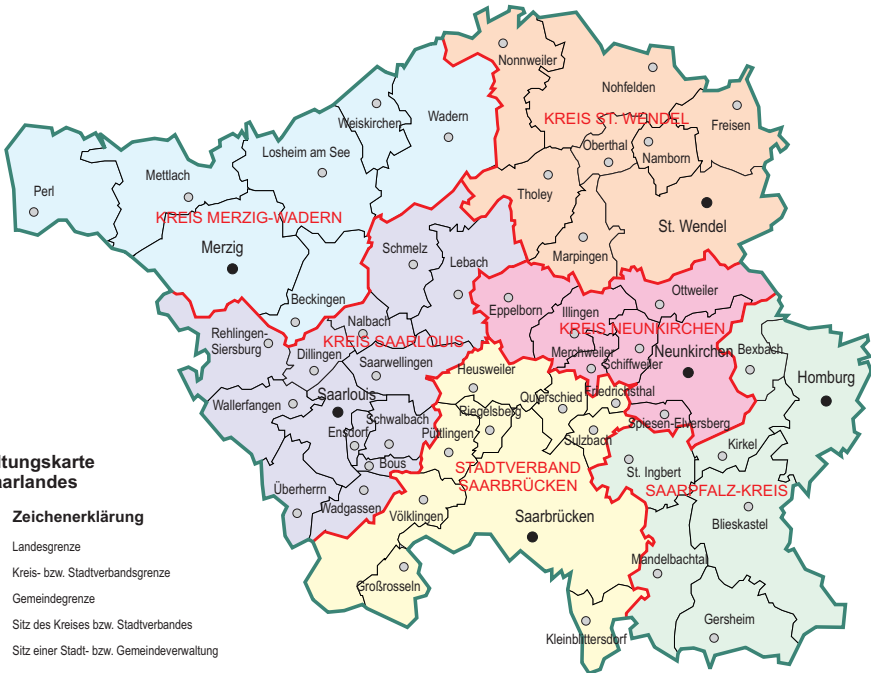 Nonnweiler
Nohfelden
Freisen
Wadern
Weiskirchen
KREIS ST. WENDEL
Oberthal
Namborn
Losheim am See
Mettlach
Perl
Tholey
KREIS MERZIG-WADERN
St. Wendel
Merzig
Schmelz
Marpingen
Lebach
Beckingen
Ottweiler
Eppelborn
Illingen
Nalbach
KREIS NEUNKIRCHEN
Rehlingen-
Siersburg
KREIS SAARLOUIS
Dillingen
Merchweiler
Neunkirchen
Bexbach
Saarwellingen
Heusweiler
Schiffweiler
Homburg
Friedrichsthal
Quierschied
Saarlouis
Wallerfangen
Riegelsberg
Schwalbach
Spiesen-Elversberg
Ensdorf
Püttlingen
Sulzbach
Kirkel
Bous
STADTVERBAND
SAARBRÜCKEN
St. Ingbert
SAARPFALZ-KREIS
Überherrn
Wadgassen
Völklingen
Saarbrücken
Blieskastel
Mandelbachtal
Großrosseln
Gersheim
Kleinblittersdorf
ltungskarte
aarlandes
Zeichenerklärung
Landesgrenze
Kreis- bzw. Stadtverbandsgrenze
Gemeindegrenze
Sitz des Kreises bzw. Stadtverbandes
Sitz einer Stadt- bzw. Gemeindeverwaltung